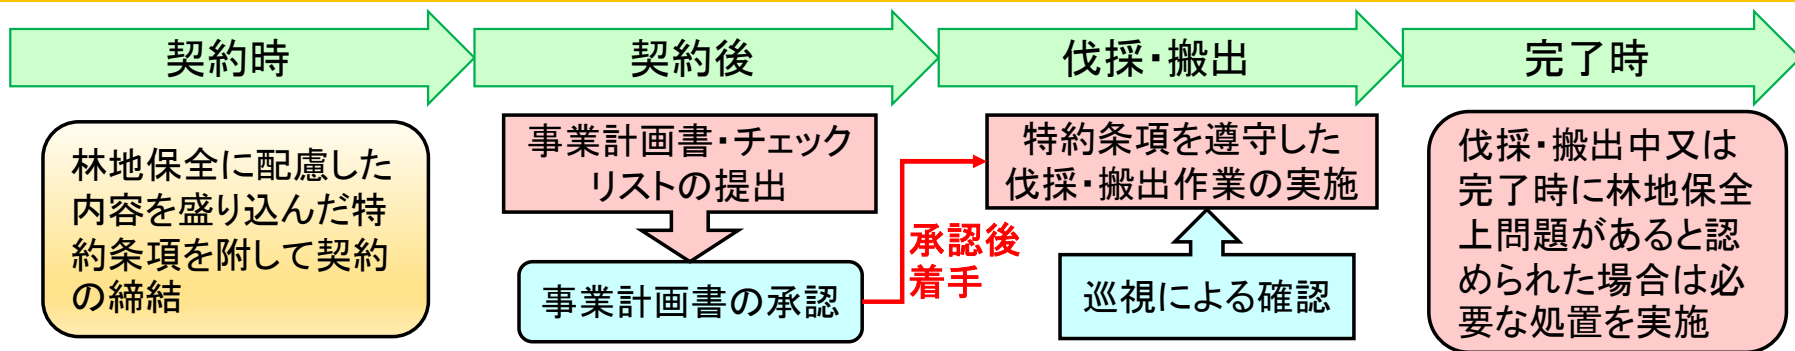 契約時
契約後
伐採・搬出
完了時
林地保全に配慮した
内容を盛り込んだ特
約条項を附して契約
の締結
事業計画書・チェック
リストの提出
事業計画書の承認
承認後
着手
特約条項を遵守した
伐採・搬出作業の実施
巡視による確認
伐採・搬出中又は
完了時に林地保全
上問題があると認
められた場合は必
要な処置を実施